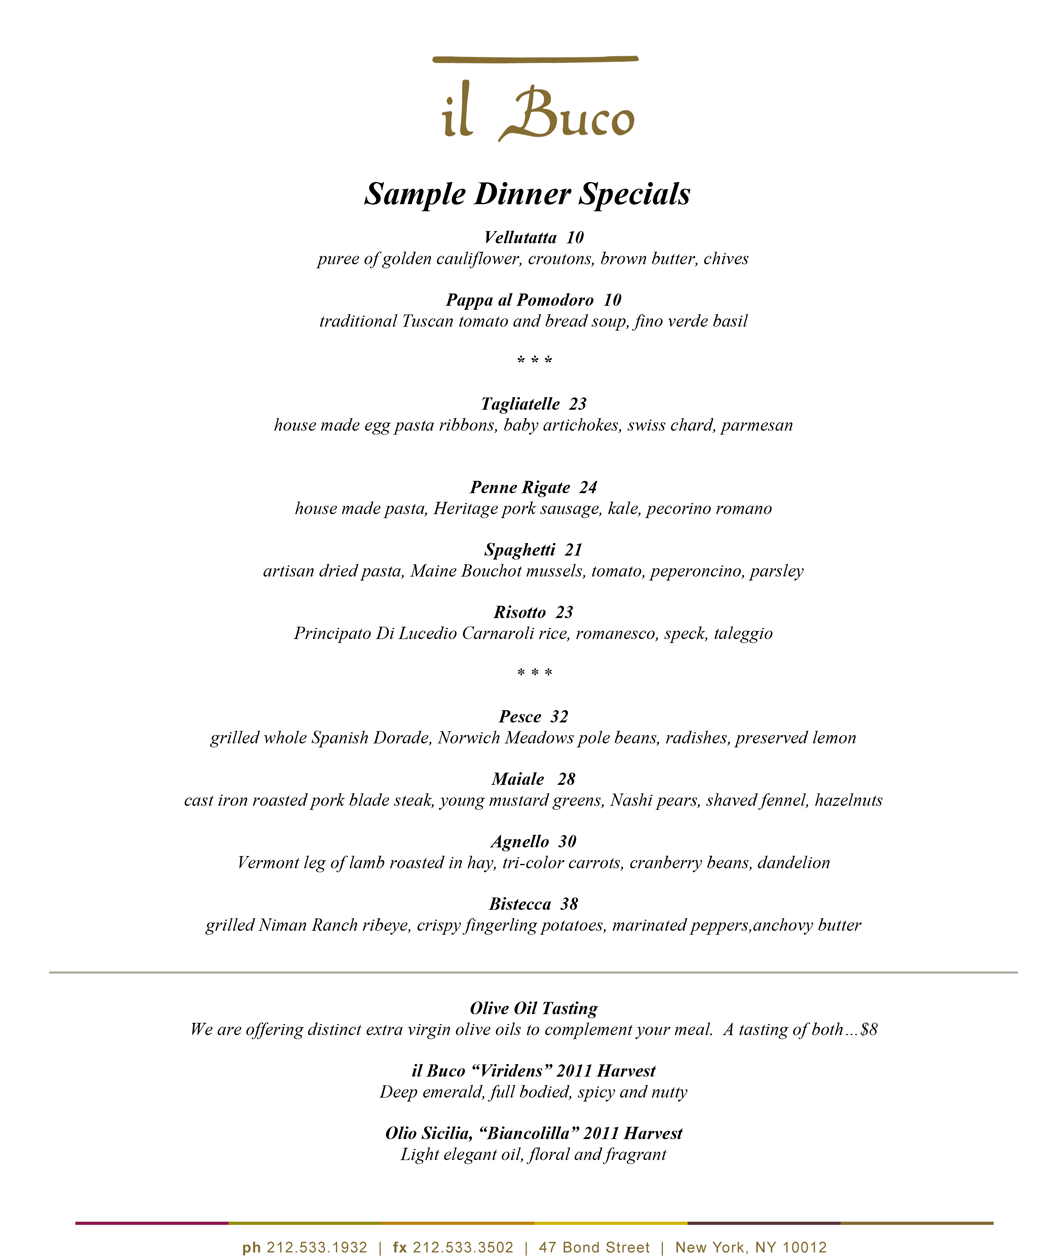 il Buco
Sample Dinner Specials
Vellutatta 10
puree of golden cauliflower, croutons, brown butter, chives
Pappa al Pomodoro 10
traditional Tuscan tomato and bread soup, fino verde basil
* * *
Tagliatelle 23
house made egg pasta ribbons, baby artichokes, swiss chard, parmesan
Penne Rigate 24
house made pasta, Heritage pork sausage, kale, pecorino romano
Spaghetti 21
artisan dried pasta, Maine Bouchot mussels, tomato, peperoncino, parsley
Risotto 23
Principato Di Lucedio Carnaroli rice, romanesco, speck, taleggio
* * *
Pesce 32
grilled whole Spanish Dorade, Norwich Meadows pole beans, radishes, preserved lemon
Maiale 28
cast iron roasted pork blade steak, young mustard greens, Nashi pears, shaved fennel, hazelnuts
Agnello 30
Vermont leg of lamb roasted in hay, tri-color carrots, cranberry beans, dandelion
Bistecca 38
grilled Niman Ranch ribeye, crispy fingerling potatoes, marinated peppers,anchovy butter
Olive Oil Tasting
We are offering distinct extra virgin olive oils to complement your meal. A tasting of both…$8
il Buco “Viridens” 2011 Harvest
Deep emerald, full bodied, spicy and nutty
Olio Sicilia, “Biancolilla” 2011 Harvest
Light elegant oil, floral and fragrant
ph 212.533.1932 | fx 212.533.3502 | 47 Bond Street | New York, NY 10012